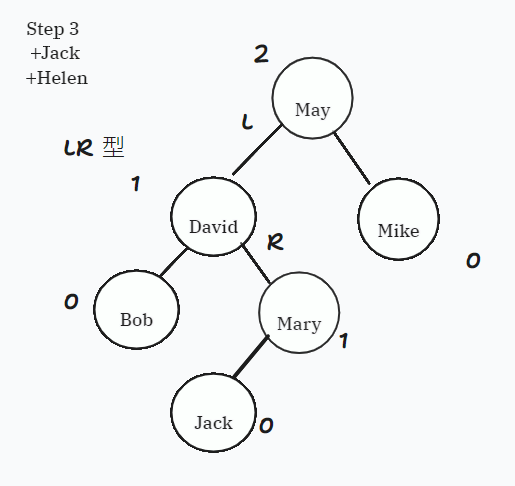 Step 3
+Jack
+Helen
2
May
L
LR 型
1
David
R
Mike
0
0
Bob
Mary
1
Jack
0